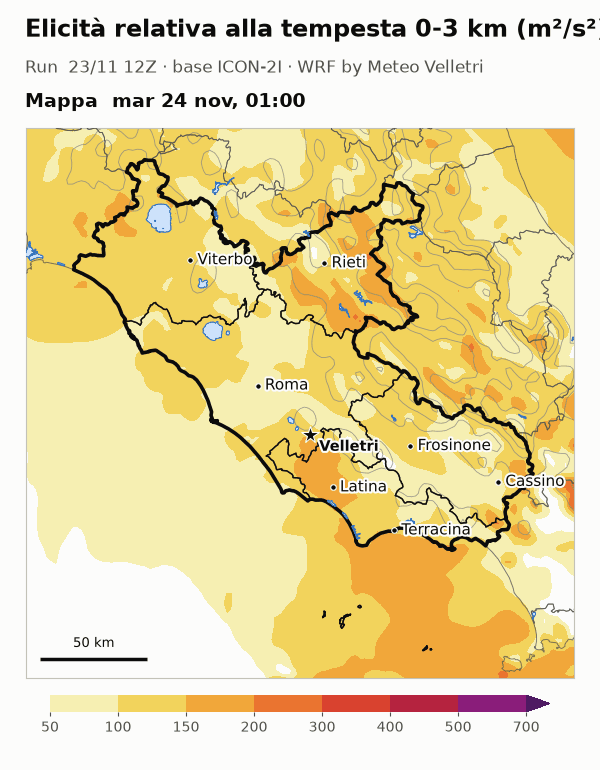 Elicità relativa alla tempesta 0-3 km (m²/s²)
Run 23/11 12Z · base ICON-2I · WRF by Meteo Velletri
Mappa mar 24 nov, 01:00
Viterbo
Rieti
Roma
Velletri
Frosinone
Latina
Cassino
Terracina
50 km
50 100 150 200 300 400 500 700